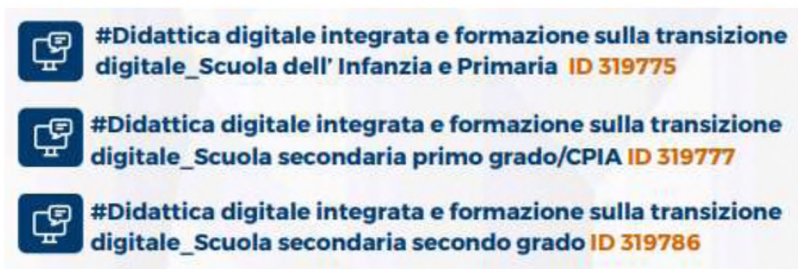 #Didattica digitale integrata e formazione sulla transizione
digitale_Scuola dell' Infanzia e Primaria ID 319775
#Didattica digitale integrata e formazione sulla transizione
digitale_Scuola secondaria primo grado/CPIA ID 319777
#Didattica digitale integrata e formazione sulla transizione
digitale_Scuola secondaria secondo grado ID 319786